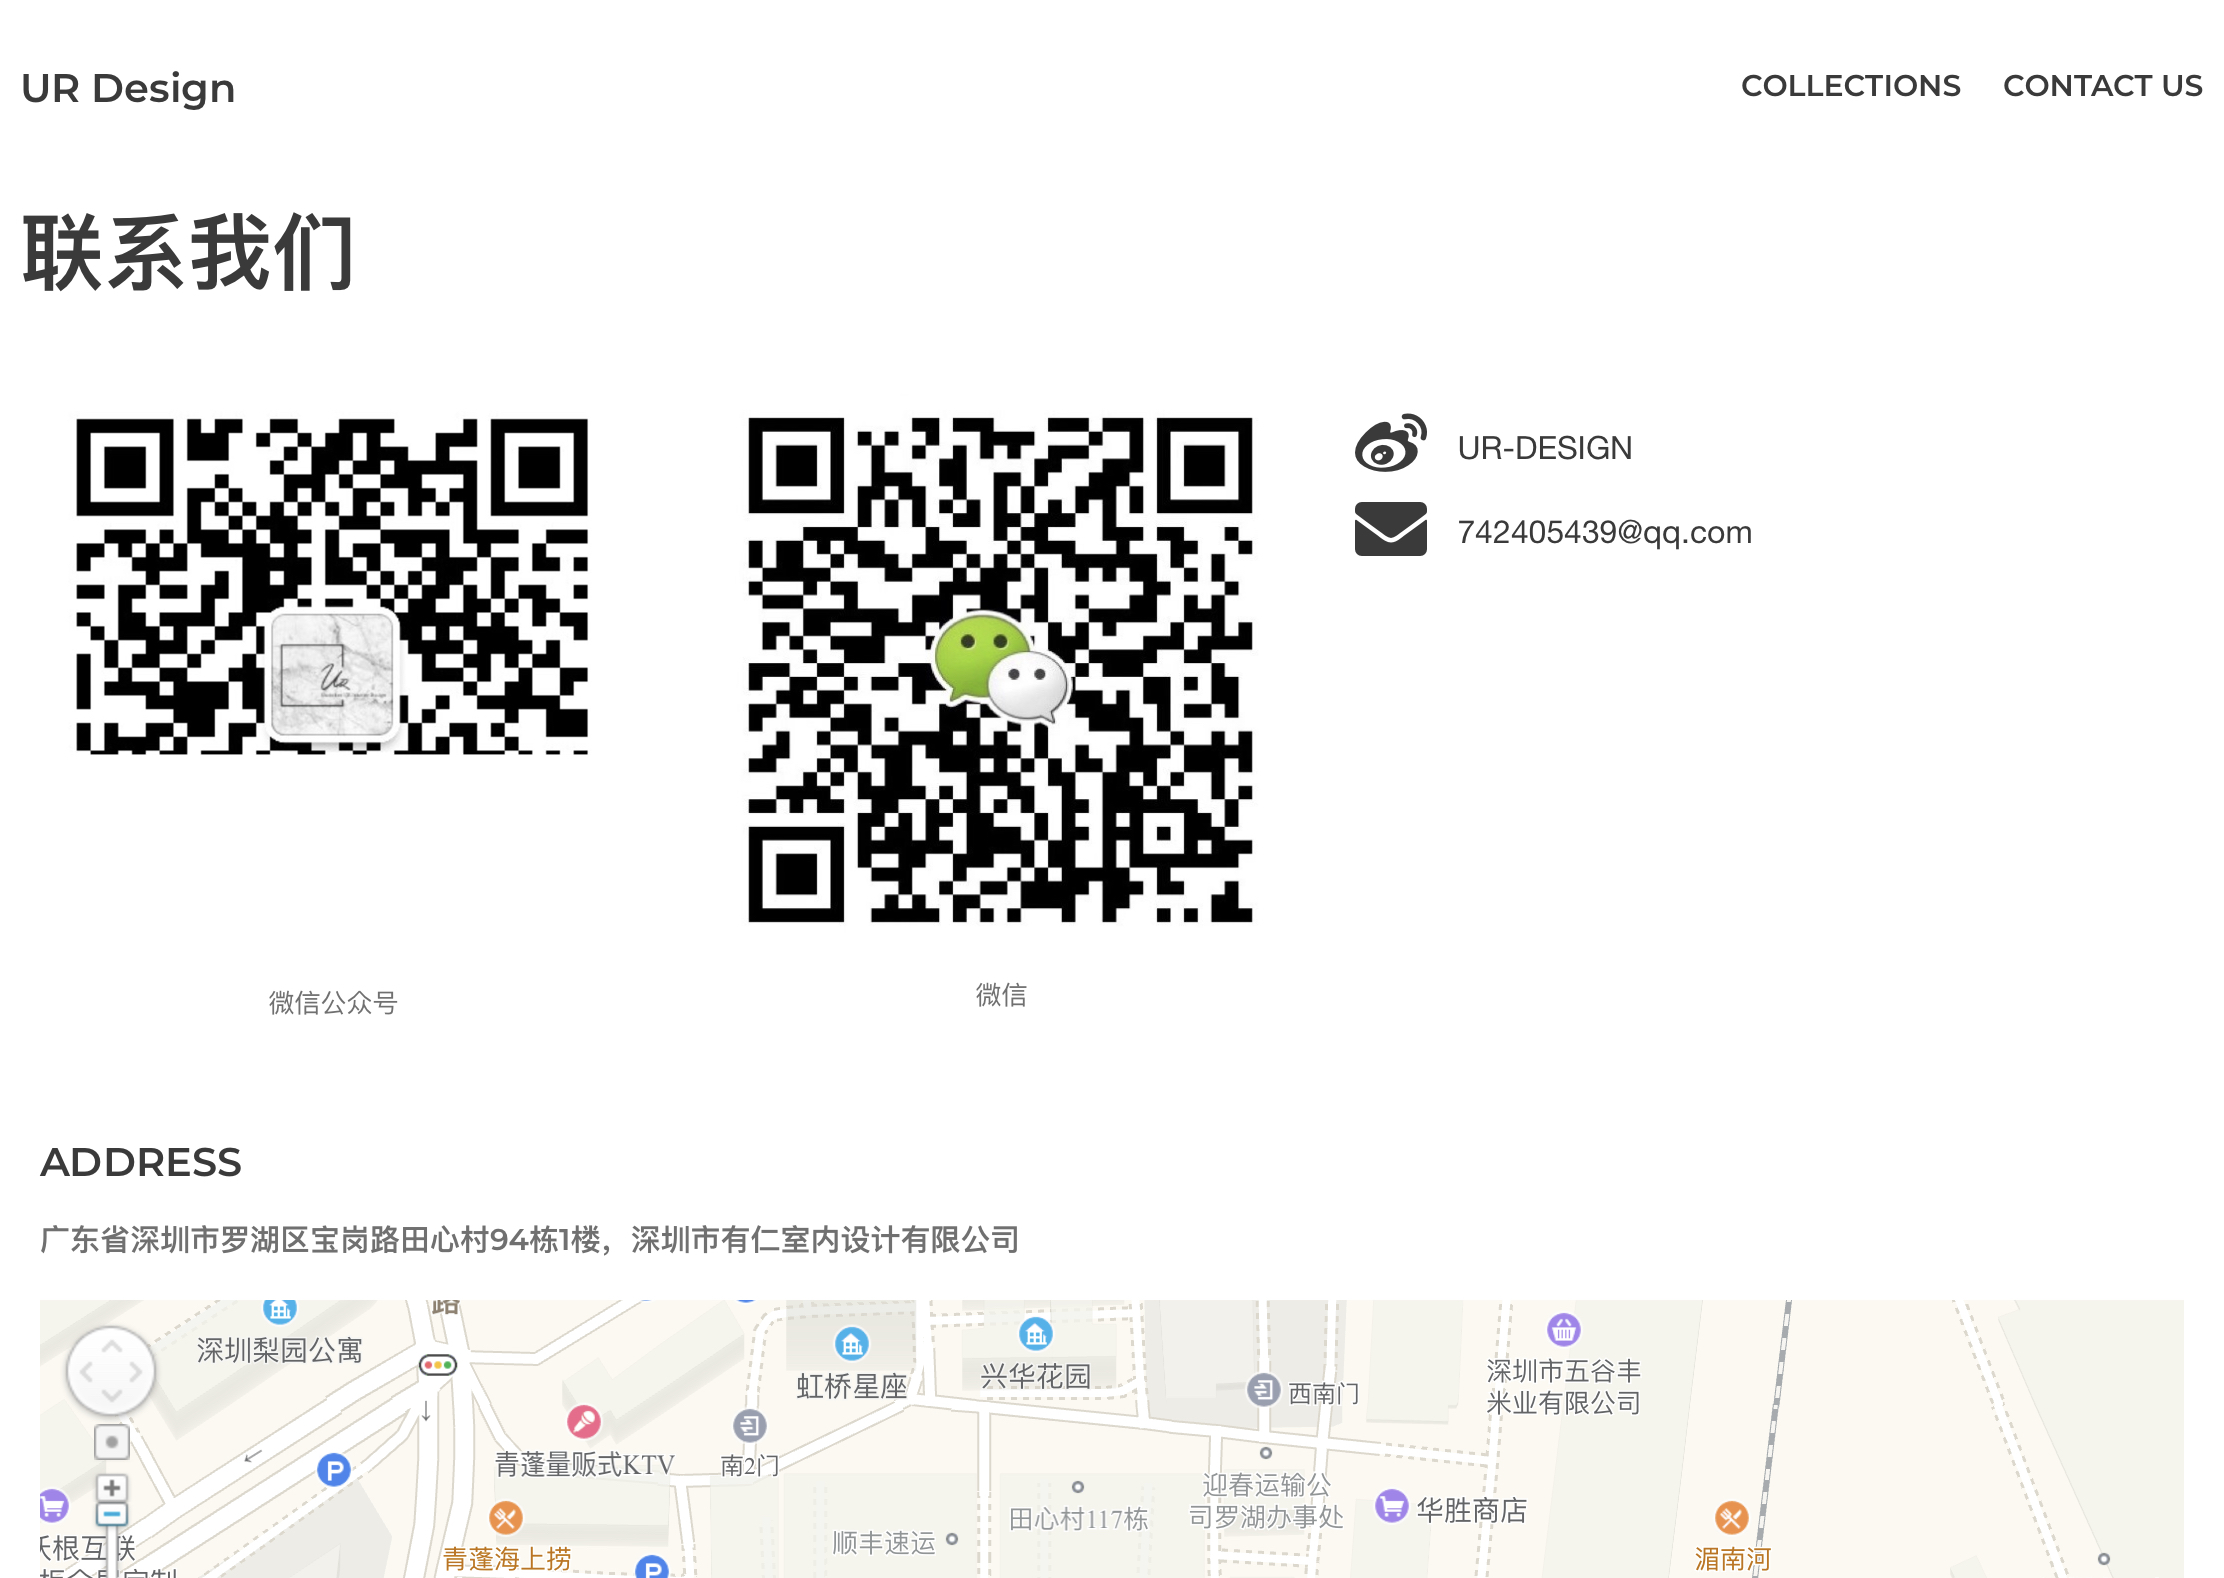 UR Design
COLLECTIONS
CONTACT US
联系我们
UR-DESIGN
742405439@qq.com
微信公众号
微信
ADDRESS
广东省深圳市罗湖区宝岗路田心村94栋1楼，深圳市有仁室内设计有限公司
路
深圳梨园公寓
虹桥星座
兴华花园
西南门
深圳市五谷丰
米业有限公司
青蓬量贩式KTV
南2门
P
迎春运输公
司罗湖办事处
田心村117栋
华胜商店
顺丰速运
沃根互联
青蓬海上捞
湄南河
P